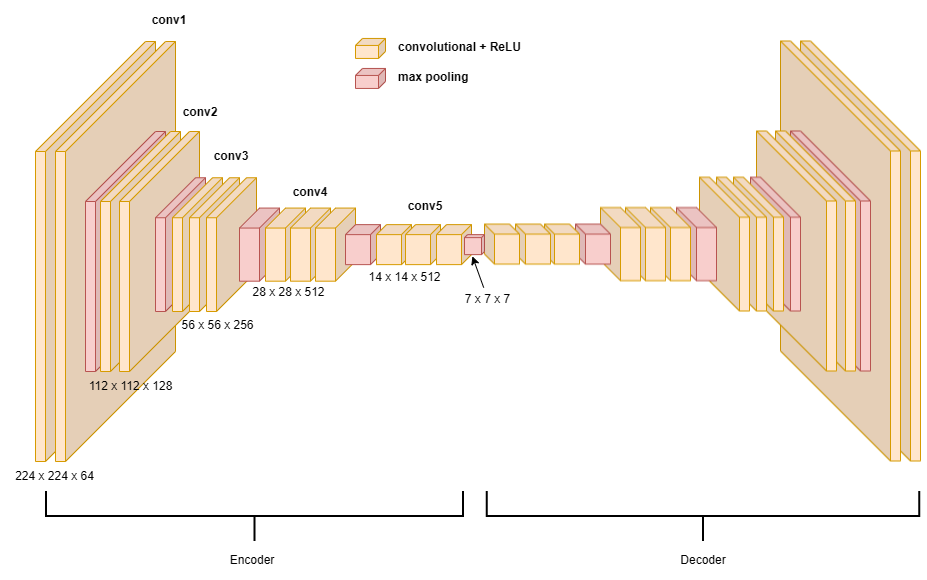 conv1
convolutional + ReLU
max pooling
conv2
conv3
conv4
conv5
14 x 14 x 512
28 x 28 x 512
7 x 7 x 7
56 x 56 x 256
112 x 112 x 128
224 x 224 x 64
Encoder
Decoder